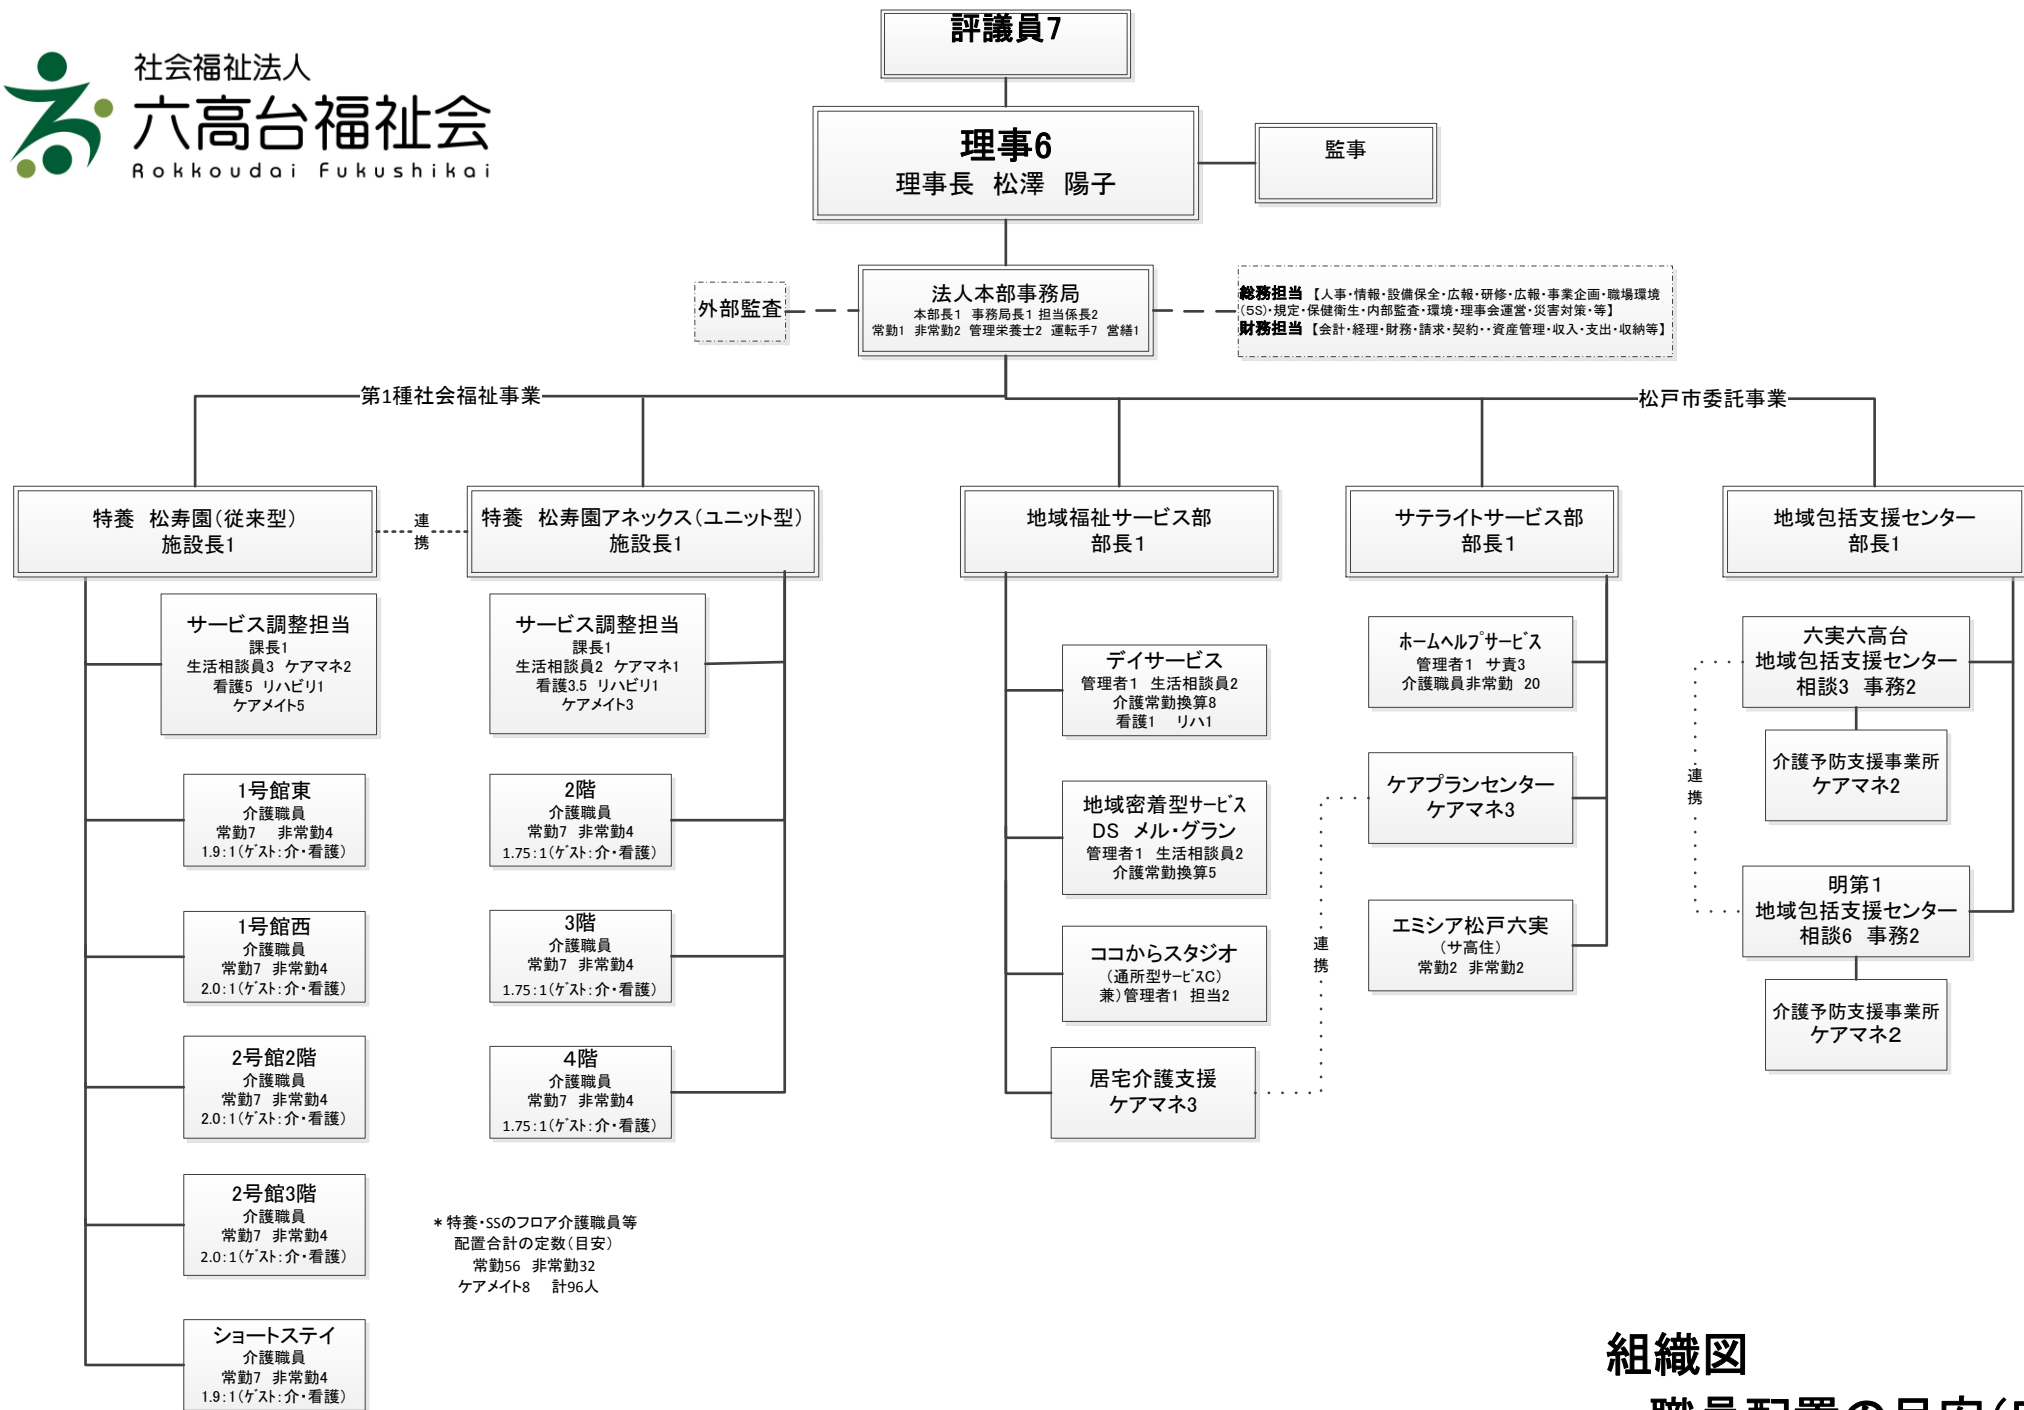 社会福祉法人
六高台福祉会
Rokkoudai Fukushikai
評議員7
理事6
理事長 松澤 陽子
監事
外部監査
法人本部事務局
本部長1 事務局長1 担当係長2
常勤1 非常勤2 管理栄養士2 運転手7 営繕1
総務担当【人事・情報・設備保全・広報・研修・広報・事業企画・職場環境
(5S)・規定・保健衛生・内部監査・環境・理事会運営・災害対策・等】
財務担当【会計・経理・財務・請求・契約・・資産管理・収入・支出・収納等】
第1種社会福祉事業
松戸市委託事業
特養 松寿園(従来型)
施設長1
連携
特養 松寿園アネックス(ユニット型)
施設長1
地域福祉サービス部
部長1
サテライトサービス部
部長1
地域包括支援センター
部長1
サービス調整担当
課長1
生活相談員3 ケアマネ2
看護5 リハビリ1
ケアメイト5
1号館東
介護職員
常勤7 非常勤4
1.9:1(ゲスト:介・看護)
1号館西
介護職員
常勤7 非常勤4
2.0:1(ゲスト:介・看護)
2号館2階
介護職員
常勤7 非常勤4
2.0:1(ゲスト:介・看護)
2号館3階
介護職員
常勤7 非常勤4
2.0:1(ゲスト:介・看護)
ショートステイ
介護職員
常勤7 非常勤4
1.9:1(ゲスト:介・看護)
サービス調整担当
課長1
生活相談員2 ケアマネ1
看護3.5 リハビリ1
ケアメイト3
2階
介護職員
常勤7 非常勤4
1.75:1(ゲスト:介・看護)
3階
介護職員
常勤7 非常勤4
1.75:1(ゲスト:介・看護)
4階
介護職員
常勤7 非常勤4
1.75:1(ゲスト:介・看護)
*特養・SSのフロア介護職員等
配置合計の定数(目安)
常勤56 非常勤32
ケアメイト8 計96人
デイサービス
管理者1 生活相談員2
介護常勤換算8
看護1 リハ1
地域密着型サービス
DS メル・グラン
管理者1 生活相談員2
介護常勤換算5
ココからスタジオ
(通所型サービスC)
兼)管理者1 担当2
居宅介護支援
ケアマネ3
連携
ホームヘルプサービス
管理者1 サ責3
介護職員非常勤 20
ケアプランセンター
ケアマネ3
エミシア松戸六実
(サ高住)
常勤2 非常勤2
六実六高台
地域包括支援センター
相談3 事務2
介護予防支援事業所
ケアマネ2
連携
明第1
地域包括支援センター
相談6 事務2
介護予防支援事業所
ケアマネ2
組織図
職員配置の目安(